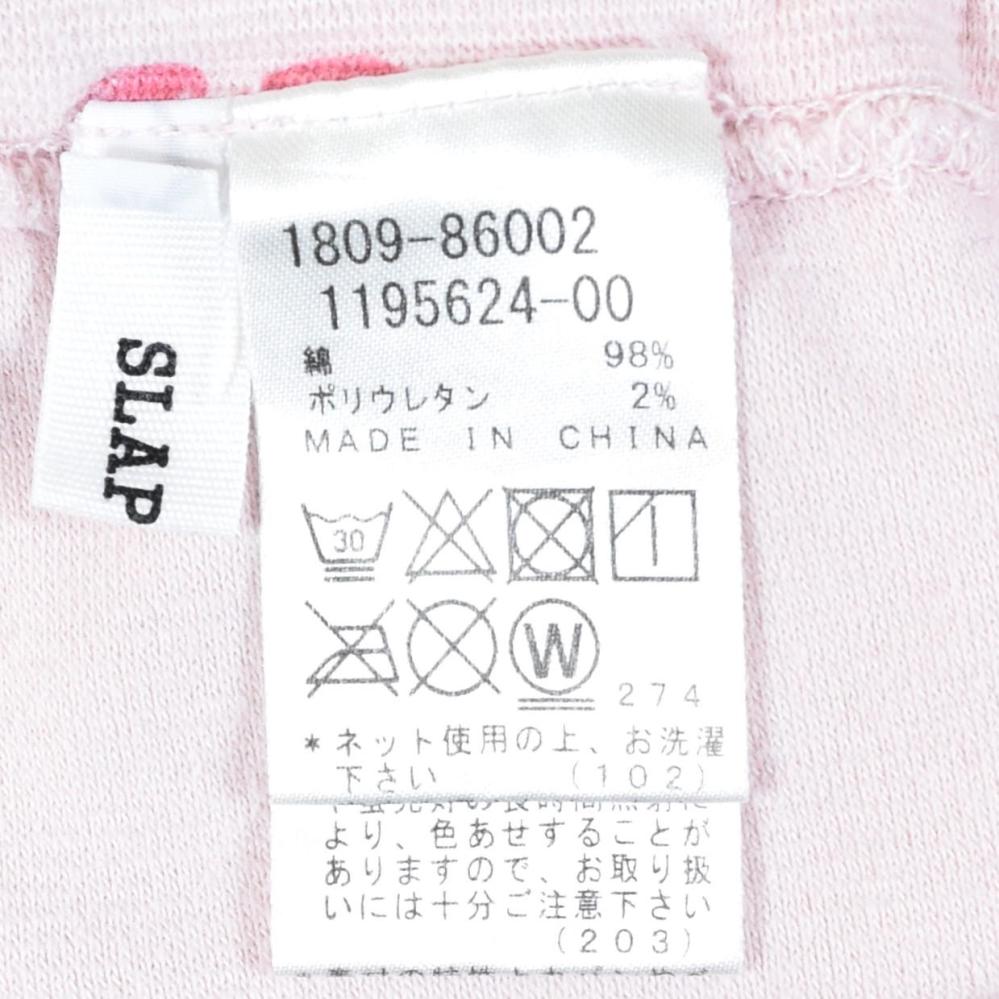 SLAP
1809-86002
1195624-00
綿 98%
ポリウレタン 2%
MADE IN CHINA
30
W 274
*ネット使用の上、お洗濯
下さい (102)
より、色あせすることが
ありますので、お取り扱
いには十分ご注意下さい
(203)